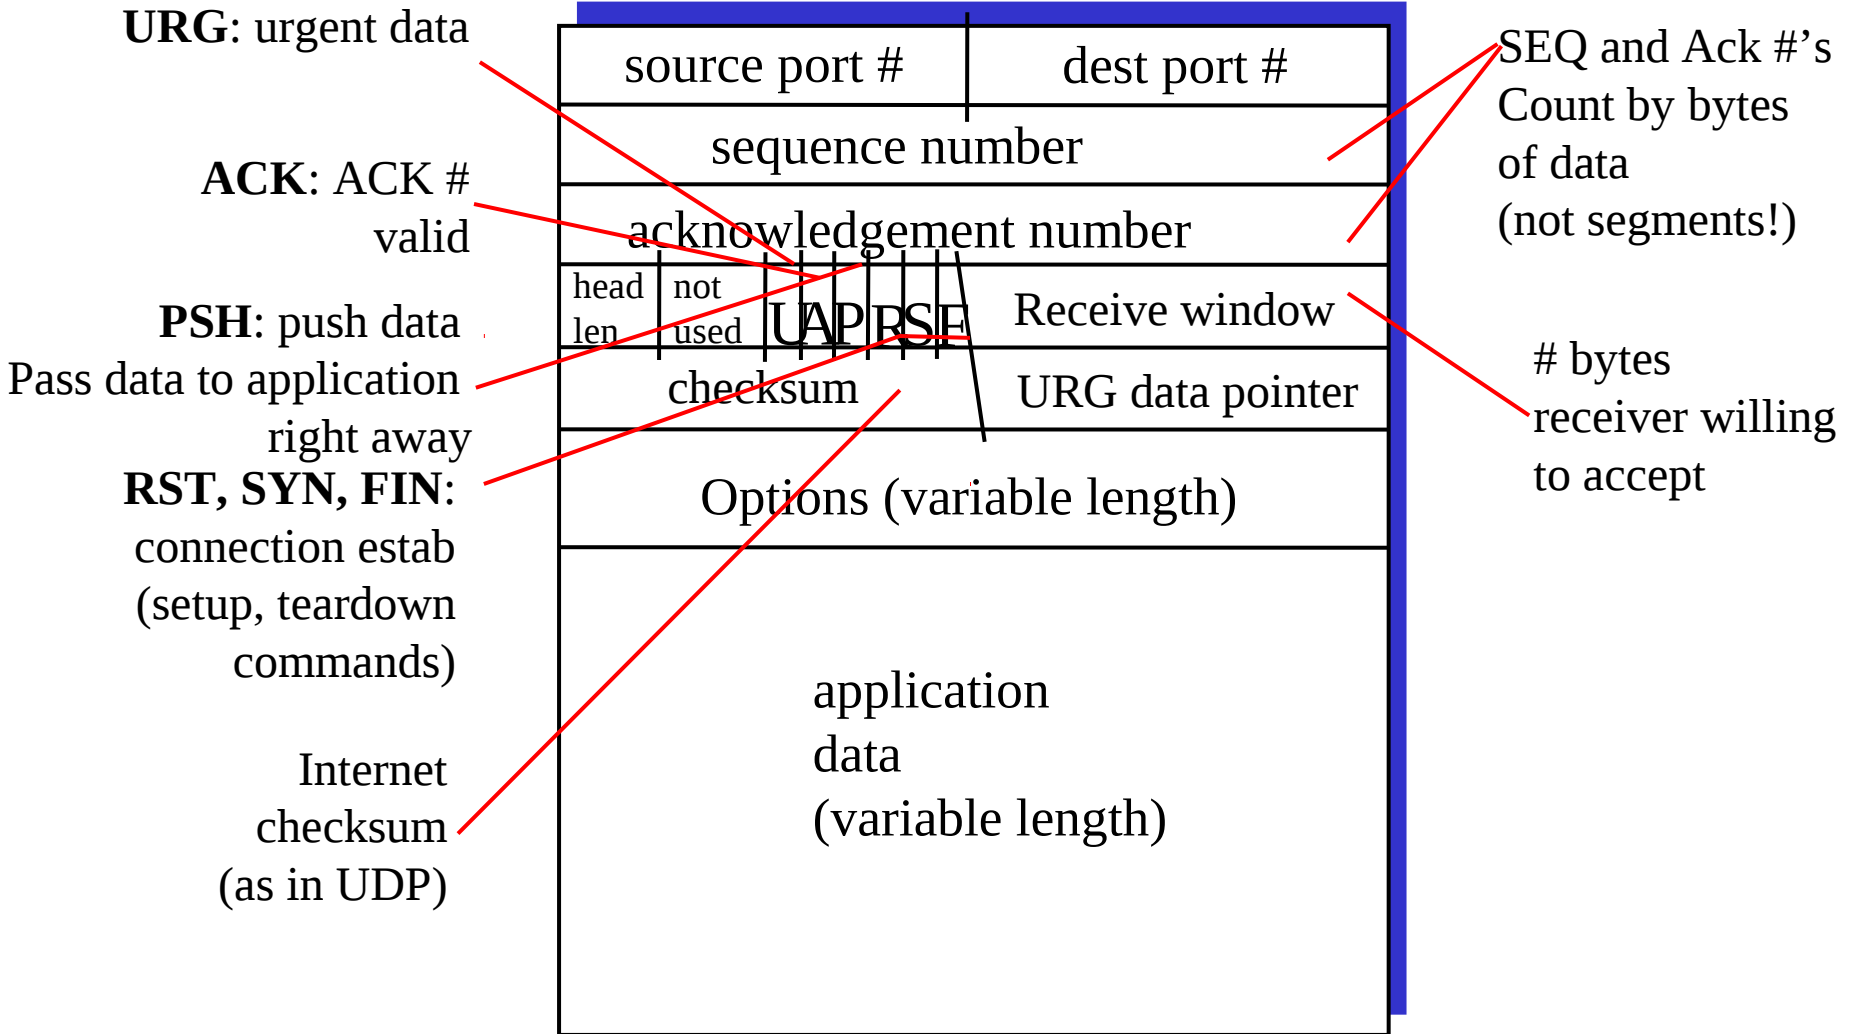 URG: urgent data
ACK: ACK #
valid
PSH: push data
Pass data to application
right away
RST, SYN, FIN:
connection estab
(setup, teardown
commands)
Internet
checksum
(as in UDP)
source port #
dest port #
sequence number
acknowledgement number
head
len
not
used
U
A
P
R
S
F
Receive window
checksum
URG data pointer
Options (variable length)
application
data
(variable length)
SEQ and Ack #’s
Count by bytes
of data
(not segments!)
# bytes
receiver willing
to accept